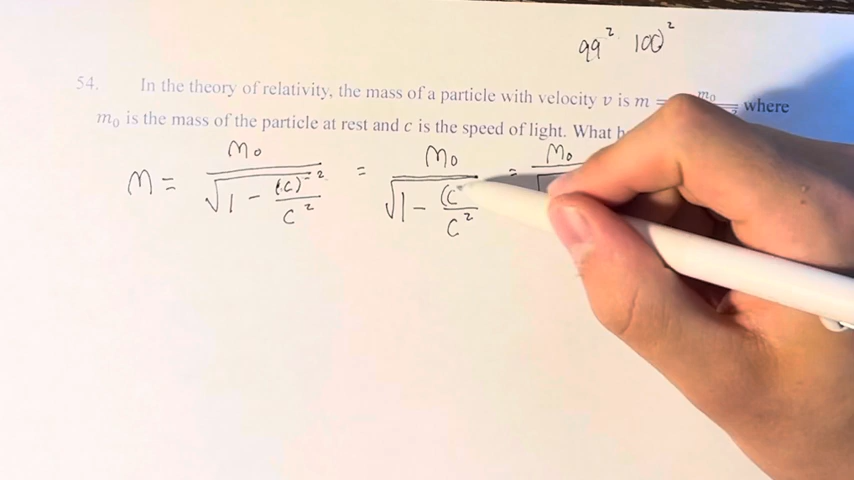 99² 100)²
54. In the theory of relativity, the mass of a particle with velocity v is m = m₀ where
m₀ is the mass of the particle at rest and c is the speed of light. What
m = m₀ / √(1 - (c)⁻² / c²) = m₀ / √(1 - (c / c²) = m₀